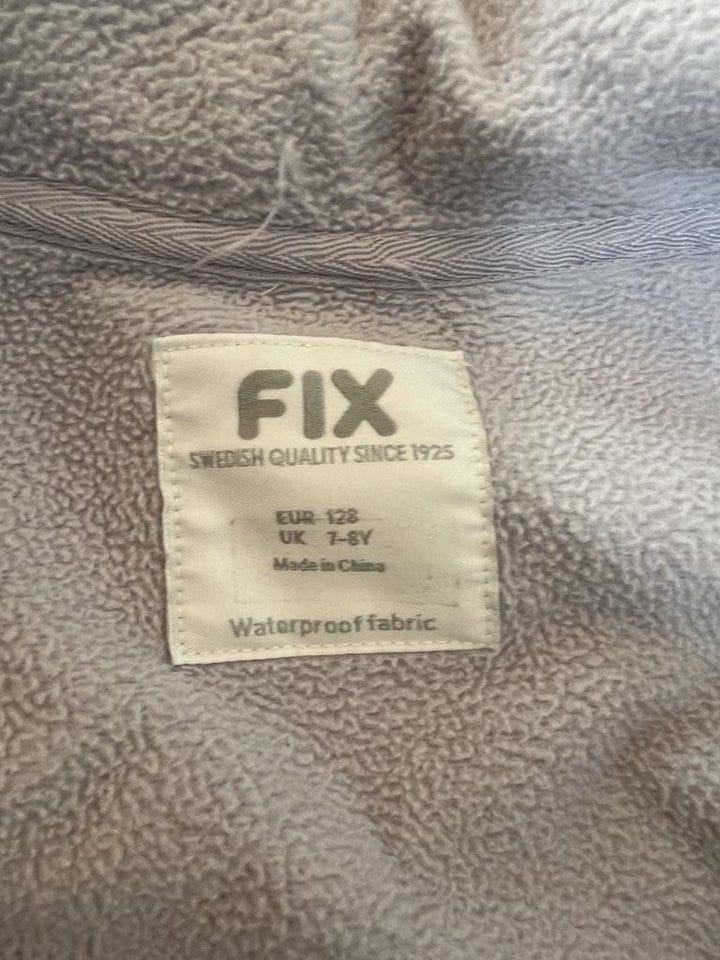 FIX
SWEDISH QUALITY SINCE 1925
EUR 128
UK 7-8Y
Made in China
Waterproof fabric